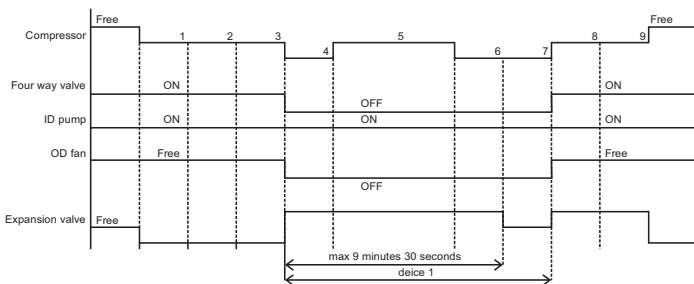 Free Free
Compressor 1 2 3 4 5 6 7 8 9
Four way valve ON OFF ON
ID pump ON ON ON
OD fan Free OFF Free
Expansion valve Free
max 9 minutes 30 seconds
deice 1